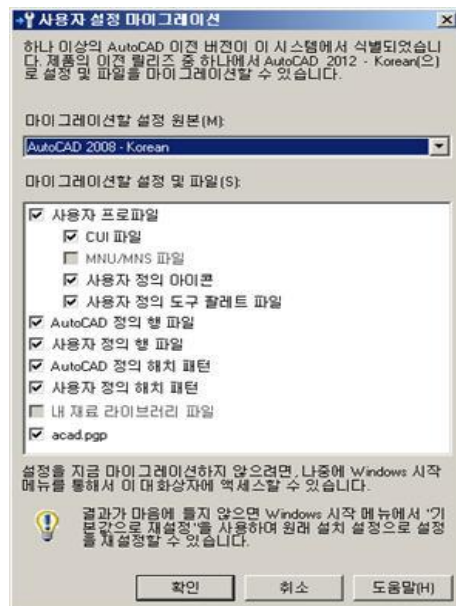 사용자 설정 마이그레이션
하나 이상의 AutoCAD 이전 버전이 이 시스템에서 식별되었습니
다. 제품의 이전 릴리즈 중 하나에서 AutoCAD 2012 - Korean(으)
로 설정 및 파일을 마이그레이션할 수 있습니다.
마이그레이션할 설정 원본(M):
AutoCAD 2008 - Korean
마이그레이션할 설정 및 파일(S):
사용자 프로파일
CUI 파일
MNU/MNS 파일
사용자 정의 아이콘
사용자 정의 도구 팔레트 파일
AutoCAD 정의 행 파일
사용자 정의 행 파일
AutoCAD 정의 해치 패턴
사용자 정의 해치 패턴
내 재료 라이브러리 파일
acad.pgp
설정을 지금 마이그레이션하지 않으려면, 나중에 Windows 시작
메뉴를 통해서 이 대화상자에 액세스할 수 있습니다.
결과가 마음에 들지 않으면 Windows 시작 메뉴에서 '기
본값으로 재설정'을 사용하여 원래 설치 설정으로 설정
을 재설정할 수 있습니다.
확인 취소 도움말(H)